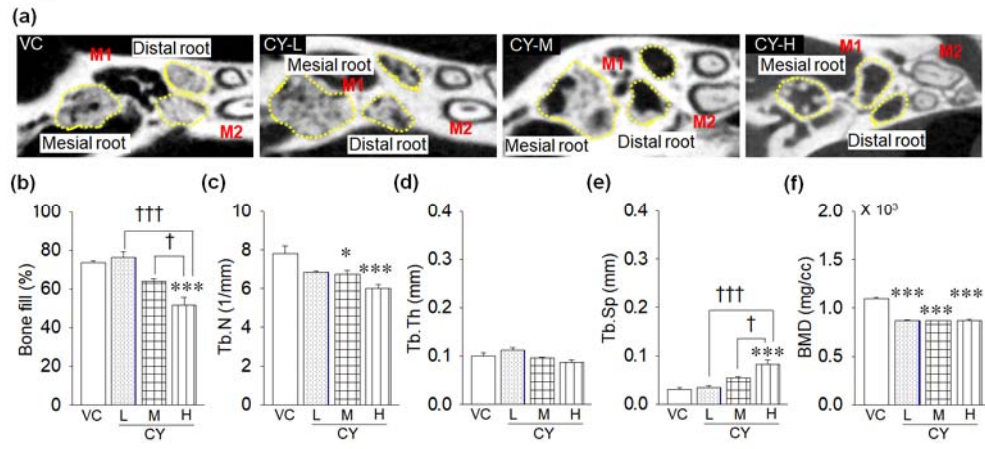 (a)
VC
M1
Distal root
Mesial root
M2
CY-L
Mesial root
M1
M2
Distal root
CY-M
M1
M2
Mesial root
Distal root
CY-H
M1
M2
Mesial root
Distal root
(b)
Bone fill (%)
100
80
60
40
20
0
†††
†
***
VC L M H
CY
(c)
Tb.N (1/mm)
10
8
6
4
2
0
*
***
VC L M H
CY
(d)
Tb.Th (mm)
0.4
0.3
0.2
0.1
0.0
VC L M H
CY
(e)
Tb.Sp (mm)
0.4
0.3
0.2
0.1
0.0
†††
†
***
VC L M H
CY
(f)
BMD (mg/cc)
X 10³
2.0
1.5
1.0
0.5
0.0
***
***
***
VC L M H
CY